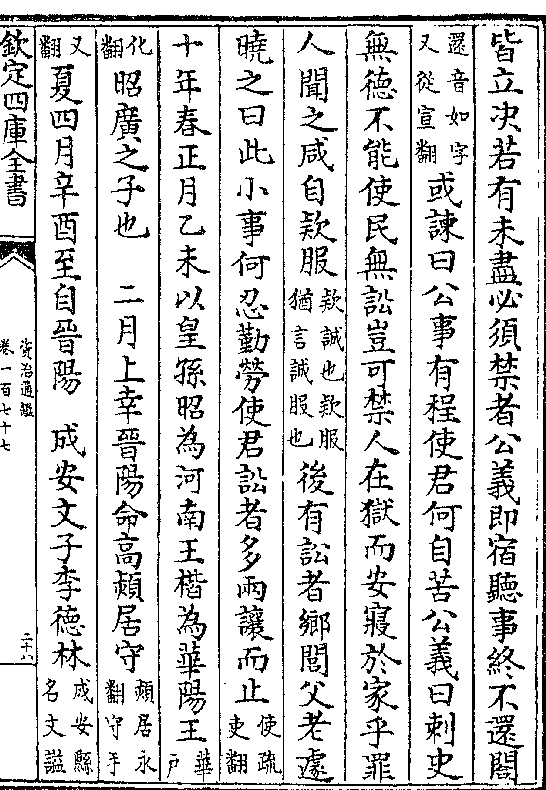 皆立决若有未盡必須禁者公義即宿聽事終不還閤
還音如字又從宣翻或諫曰公事有程使君何自苦公義曰刺史
無德不能使民無訟豈可禁人在獄而安寢於家乎罪
人聞之咸自款服款誠也款服猶言誠服也後有訟者鄉閭父老遽
曉之曰此小事何忍勤勞使君訟者多兩讓而止使疏吏翻
十年春正月乙未以皇孫昭為河南王楷為華陽王華户
化翻昭廣之子也　二月上幸晉陽命高熲居守熲居永翻守手
又翻夏四月辛酉至自晉陽　成安文子李德林成安縣名文諡
欽定四庫全書
資治通鑑
卷一百七十七
二十八